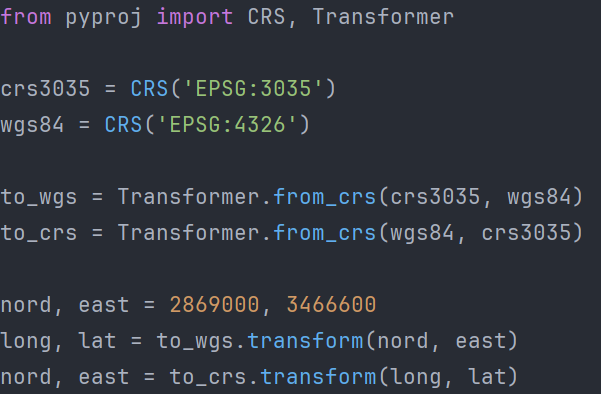 from pyproj import CRS, Transformer
crs3035 = CRS('EPSG:3035')
wgs84 = CRS('EPSG:4326')
to_wgs = Transformer.from_crs(crs3035, wgs84)
to_crs = Transformer.from_crs(wgs84, crs3035)
nord, east = 2869000, 3466600
long, lat = to_wgs.transform(nord, east)
nord, east = to_crs.transform(long, lat)